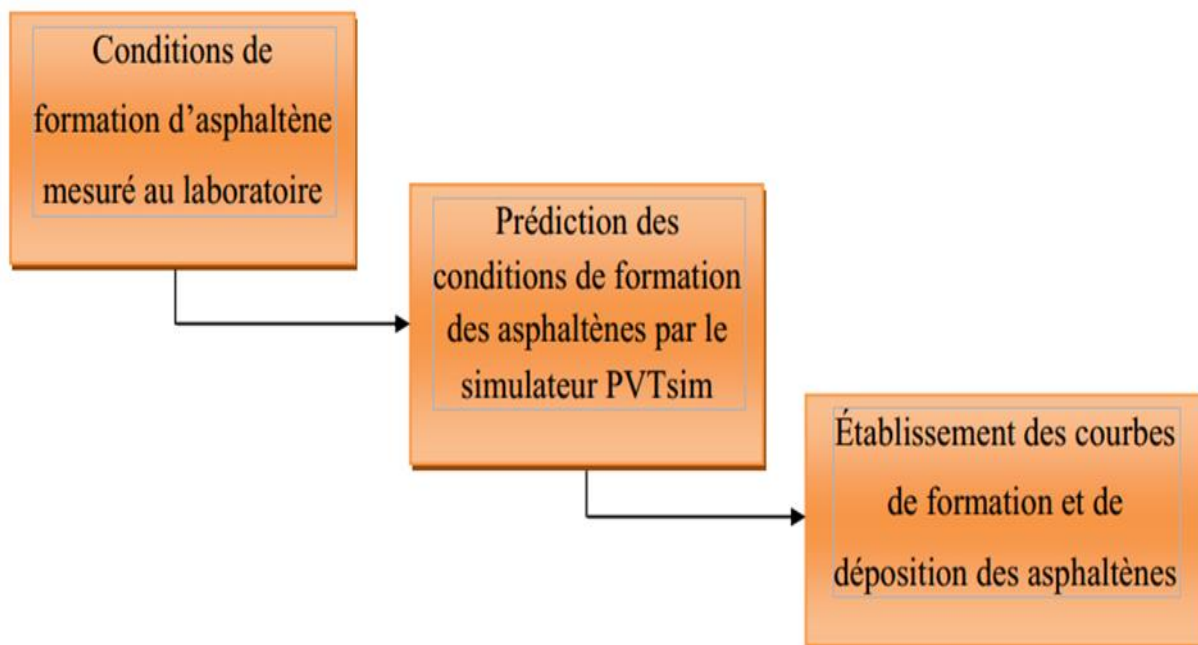 Conditions de
formation d’asphaltène
mesuré au laboratoire
Prédiction des
conditions de formation
des asphaltènes par le
simulateur PVTsim
Établissement des courbes
de formation et de
déposition des asphaltènes